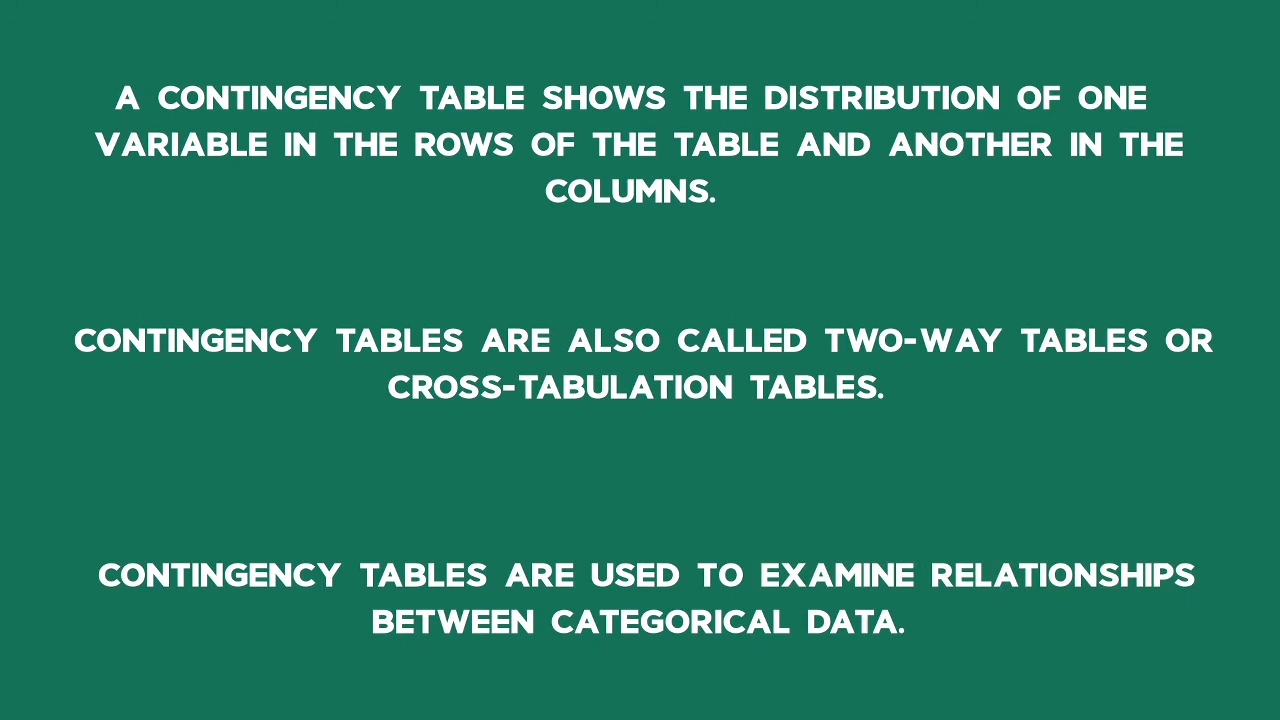 A CONTINGENCY TABLE SHOWS THE DISTRIBUTION OF ONE
VARIABLE IN THE ROWS OF THE TABLE AND ANOTHER IN THE
COLUMNS.
CONTINGENCY TABLES ARE ALSO CALLED TWO-WAY TABLES OR
CROSS-TABULATION TABLES.
CONTINGENCY TABLES ARE USED TO EXAMINE RELATIONSHIPS
BETWEEN CATEGORICAL DATA.